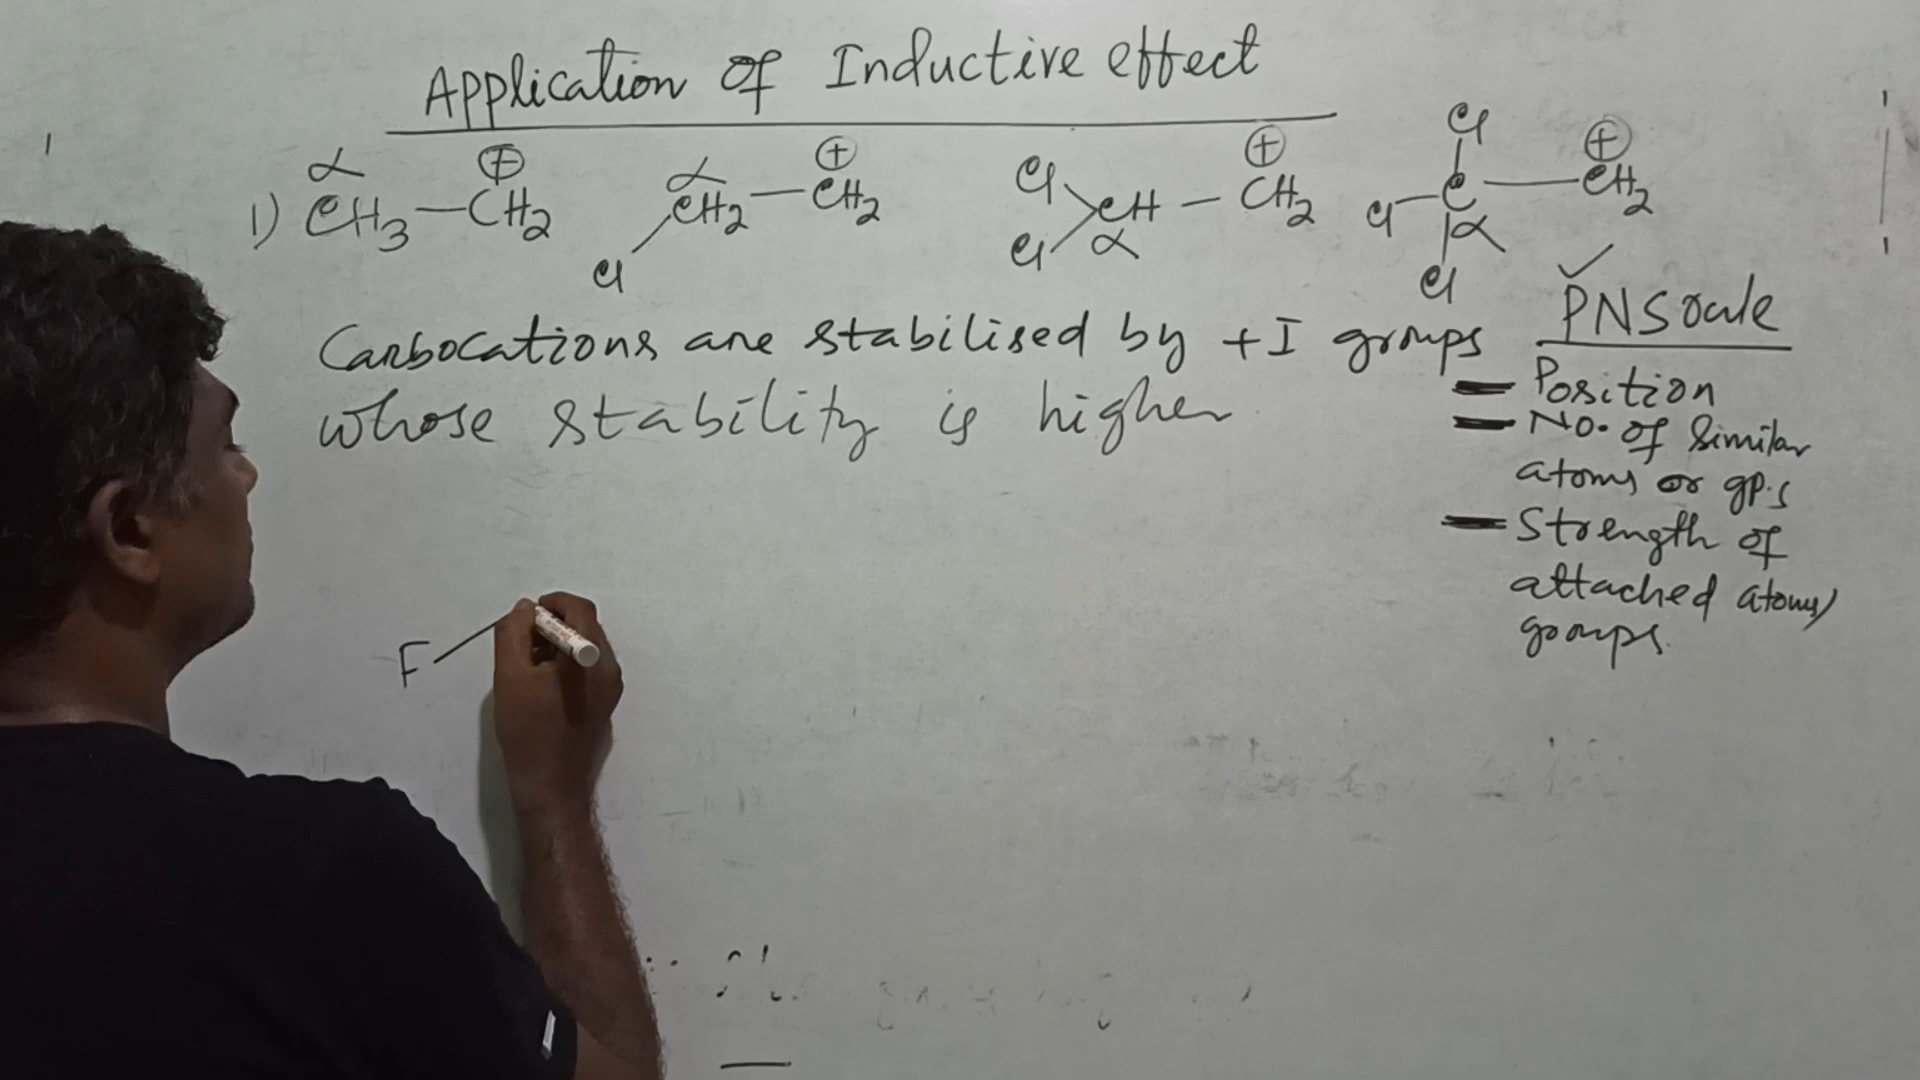 Application of Inductive effect
1) CH3—CH2 CH2—CH2 CH—CH2 C—CH2
α ⊕ α ⊕ ⊕ ⊕
Cl Cl Cl α Cl Cl α Cl
Carbocations are stabilised by +I groups
whose stability is higher
F
PNS rule
Position
No. of Similar
atoms or gp.s
Strength of
attached atoms/
groups.